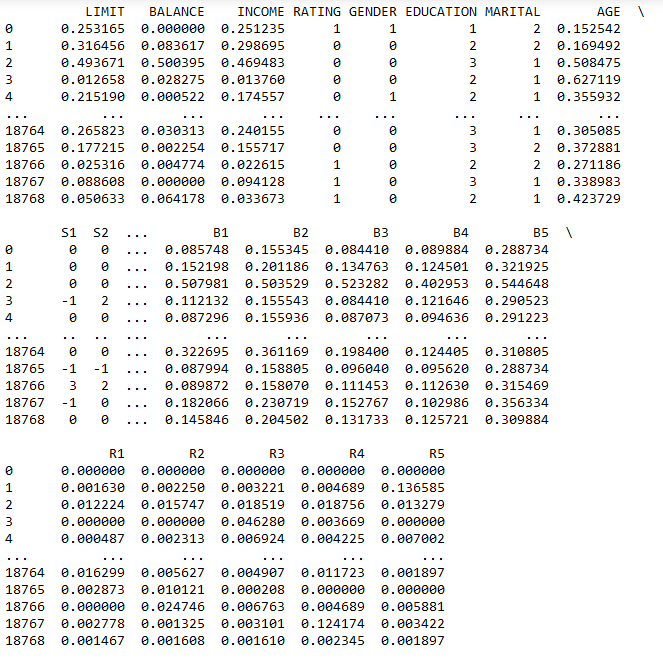 LIMIT BALANCE INCOME RATING GENDER EDUCATION MARITAL AGE \
0 0.253165 0.000000 0.251235 1 1 1 2 0.152542
1 0.316456 0.083617 0.298695 0 0 2 2 0.169492
2 0.493671 0.500395 0.469483 0 0 3 1 0.508475
3 0.012658 0.028275 0.013760 0 0 2 1 0.627119
4 0.215190 0.000522 0.174557 0 1 2 1 0.355932
... ... ... ... ... ... ... ... ...
18764 0.265823 0.030313 0.240155 0 0 3 1 0.305085
18765 0.177215 0.002254 0.155717 0 0 3 2 0.372881
18766 0.025316 0.004774 0.022615 1 0 2 2 0.271186
18767 0.088608 0.000000 0.094128 1 0 3 1 0.338983
18768 0.050633 0.064178 0.033673 1 0 2 1 0.423729
S1 S2 ... B1 B2 B3 B4 B5 \
0 0 0 ... 0.085748 0.155345 0.084410 0.089884 0.288734
1 0 0 ... 0.152198 0.201186 0.134763 0.124501 0.321925
2 0 0 ... 0.507981 0.503529 0.523282 0.402953 0.544648
3 -1 2 ... 0.112132 0.155543 0.084410 0.121646 0.290523
4 0 0 ... 0.087296 0.155936 0.087073 0.094636 0.291223
... .. .. ... ... ... ... ... ...
18764 0 0 ... 0.322695 0.361169 0.198400 0.124405 0.310805
18765 -1 -1 ... 0.087994 0.158805 0.096040 0.095620 0.288734
18766 3 2 ... 0.089872 0.158070 0.111453 0.112630 0.315469
18767 -1 0 ... 0.182066 0.230719 0.152767 0.102986 0.356334
18768 0 0 ... 0.145846 0.204502 0.131733 0.125721 0.309884
R1 R2 R3 R4 R5
0 0.000000 0.000000 0.000000 0.000000 0.000000
1 0.001630 0.002250 0.003221 0.004689 0.136585
2 0.012224 0.015747 0.018519 0.018756 0.013279
3 0.000000 0.000000 0.046280 0.003669 0.000000
4 0.000487 0.002313 0.006924 0.004225 0.007002
... ... ... ... ... ...
18764 0.016299 0.005627 0.004907 0.011723 0.001897
18765 0.002873 0.010121 0.000208 0.000000 0.000000
18766 0.000000 0.024746 0.006763 0.004689 0.005881
18767 0.002778 0.001325 0.003101 0.124174 0.003422
18768 0.001467 0.001608 0.001610 0.002345 0.001897